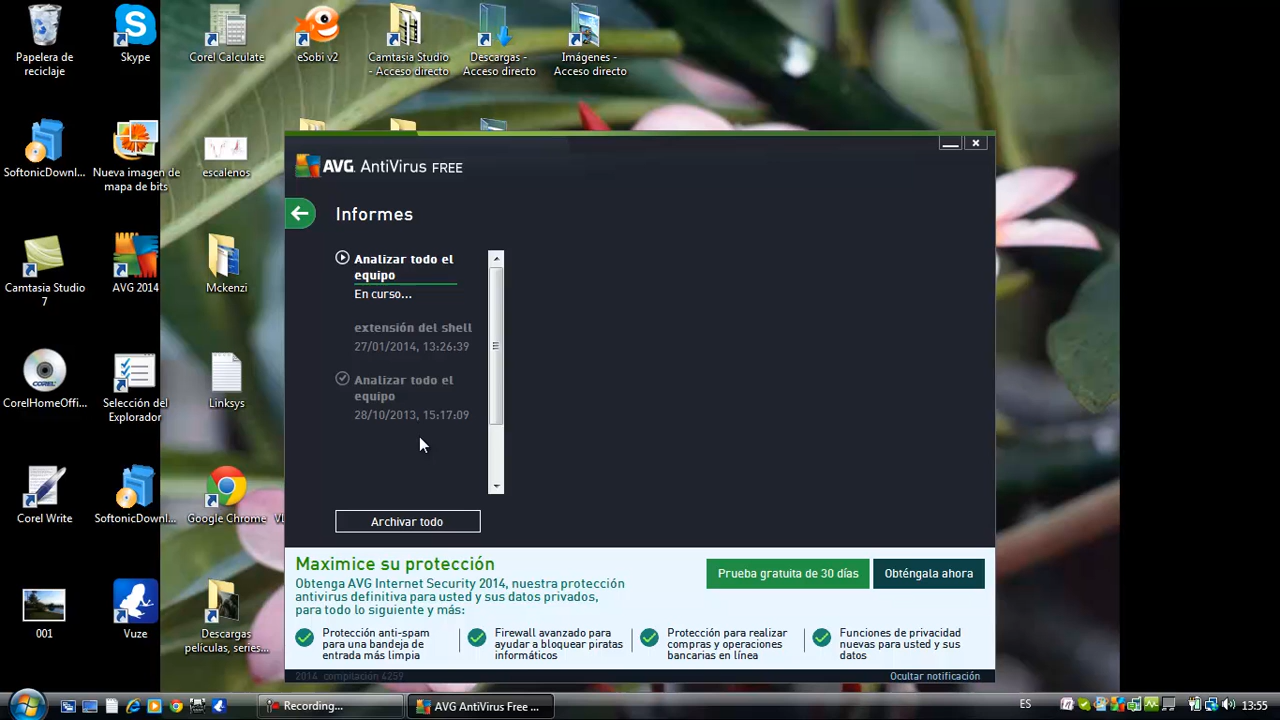 Papelera de
reciclaje
Skype
Corel Calculate
eSobi v2
Camtasia Studio
- Acceso directo
Descargas -
Acceso directo
Imágenes -
Acceso directo
SoftonicDownl...
Nueva imagen de
mapa de bits
escalenos
Camtasia Studio
7
AVG 2014
Mckenzi
CorelHomeOffi...
Selección del
Explorador
Linksys
Corel Write
SoftonicDownl...
Google Chrome
001
Vuze
Descargas
películas, series...
AVG. AntiVirus FREE
Informes
Analizar todo el
equipo
En curso...
extensión del shell
27/01/2014, 13:26:39
Analizar todo el
equipo
28/10/2013, 15:17:09
Archivar todo
Maximice su protección
Obtenga AVG Internet Security 2014, nuestra protección
antivirus definitiva para usted y sus datos privados,
para todo lo siguiente y más:
Prueba gratuita de 30 días
Obténgala ahora
Protección anti-spam
para una bandeja de
entrada más limpia
Firewall avanzado para
ayudar a bloquear piratas
informáticos
Protección para realizar
compras y operaciones
bancarias en línea
Funciones de privacidad
nuevas para usted y sus
datos
2014 compilación 4259
Ocultar notificación
Recording...
AVG AntiVirus Free ...
ES
13:55